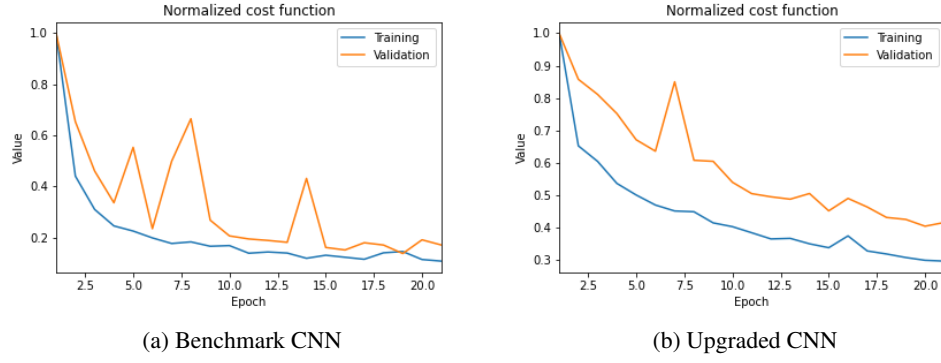 Normalized cost function
1.0
0.8
0.6
0.4
0.2
Value
Training
Validation
2.5 5.0 7.5 10.0 12.5 15.0 17.5 20.0
Epoch
(a) Benchmark CNN
Normalized cost function
1.0
0.9
0.8
0.7
0.6
0.5
0.4
0.3
Value
Training
Validation
2.5 5.0 7.5 10.0 12.5 15.0 17.5 20.0
Epoch
(b) Upgraded CNN